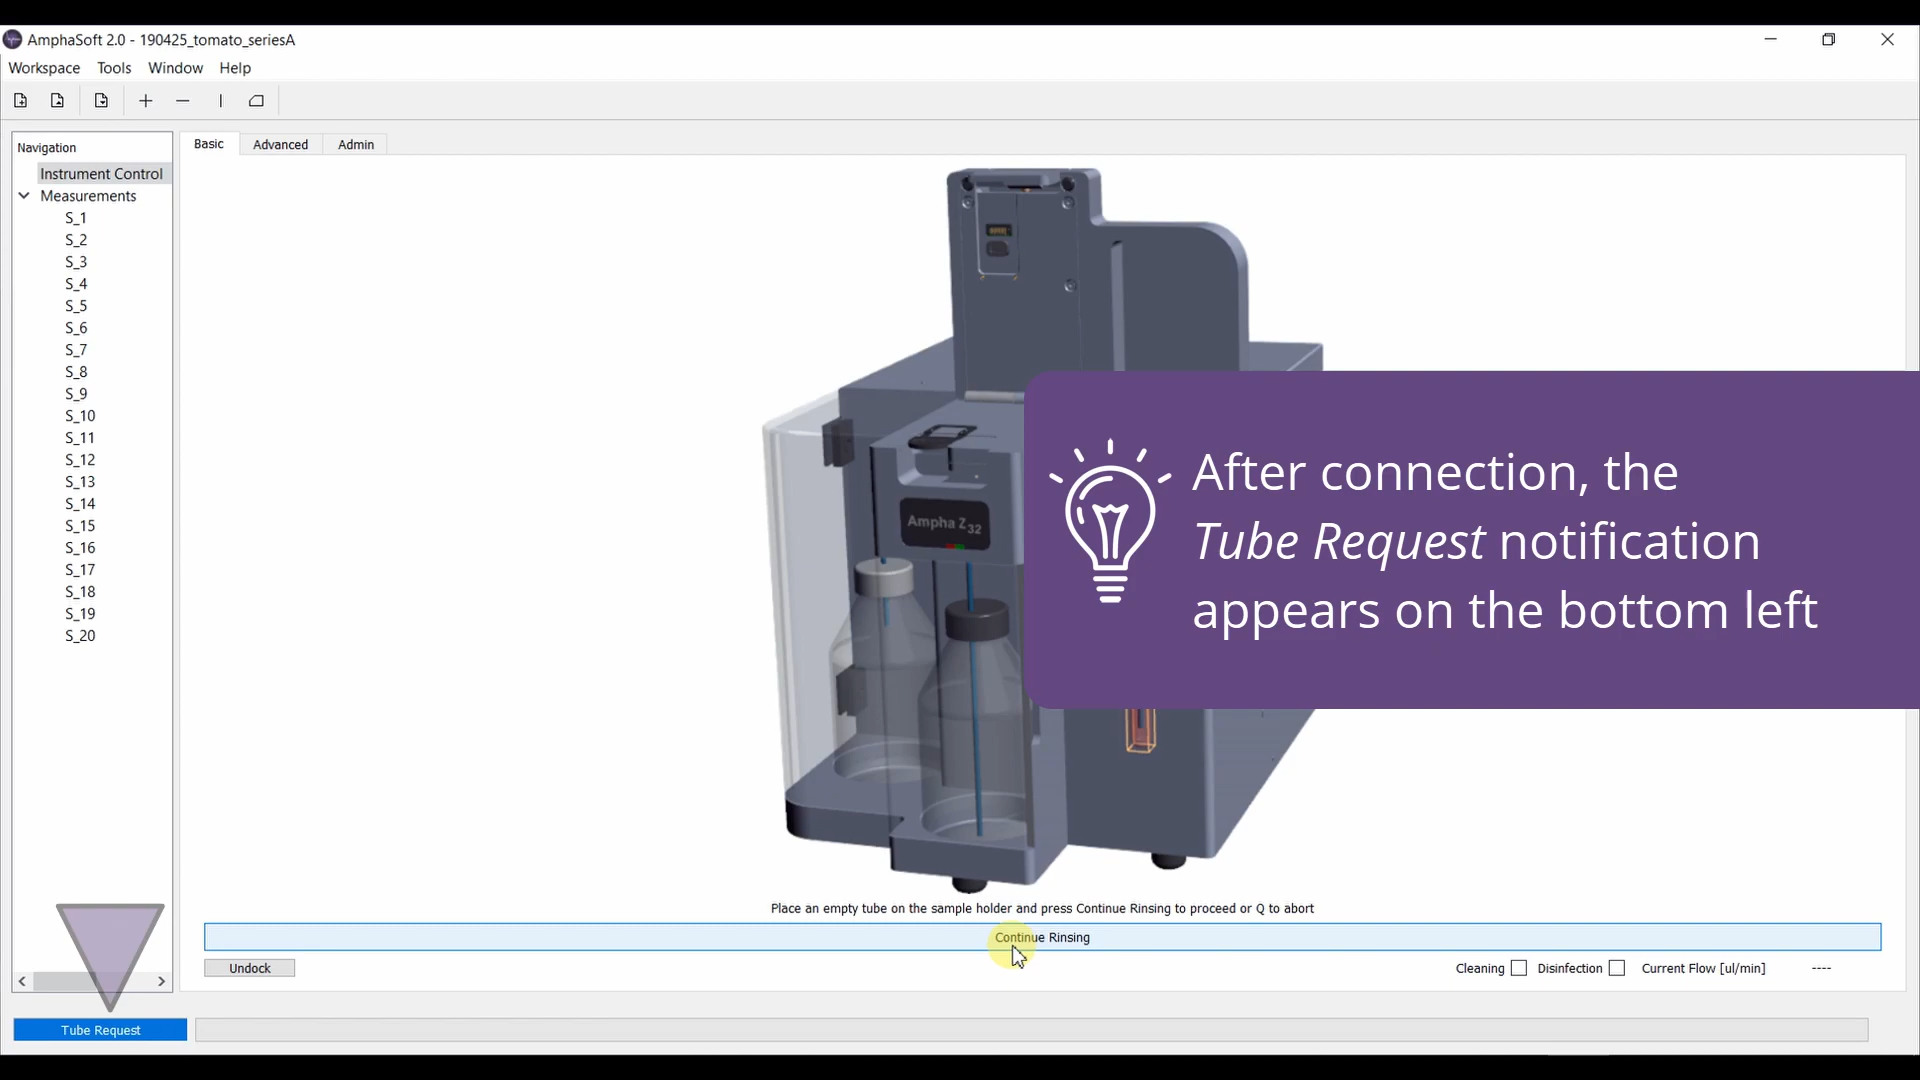 AmphaSoft 2.0 - 190425_tomato_seriesA
Workspace Tools Window Help
Navigation
Instrument Control
Measurements
S_1
S_2
S_3
S_4
S_5
S_6
S_7
S_8
S_9
S_10
S_11
S_12
S_13
S_14
S_15
S_16
S_17
S_18
S_19
S_20
Basic Advanced Admin
Ampha Z32
After connection, the
Tube Request notification
appears on the bottom left
Place an empty tube on the sample holder and press Continue Rinsing to proceed or Q to abort
Continue Rinsing
Undock
Cleaning Disinfection Current Flow [ul/min] ----
Tube Request